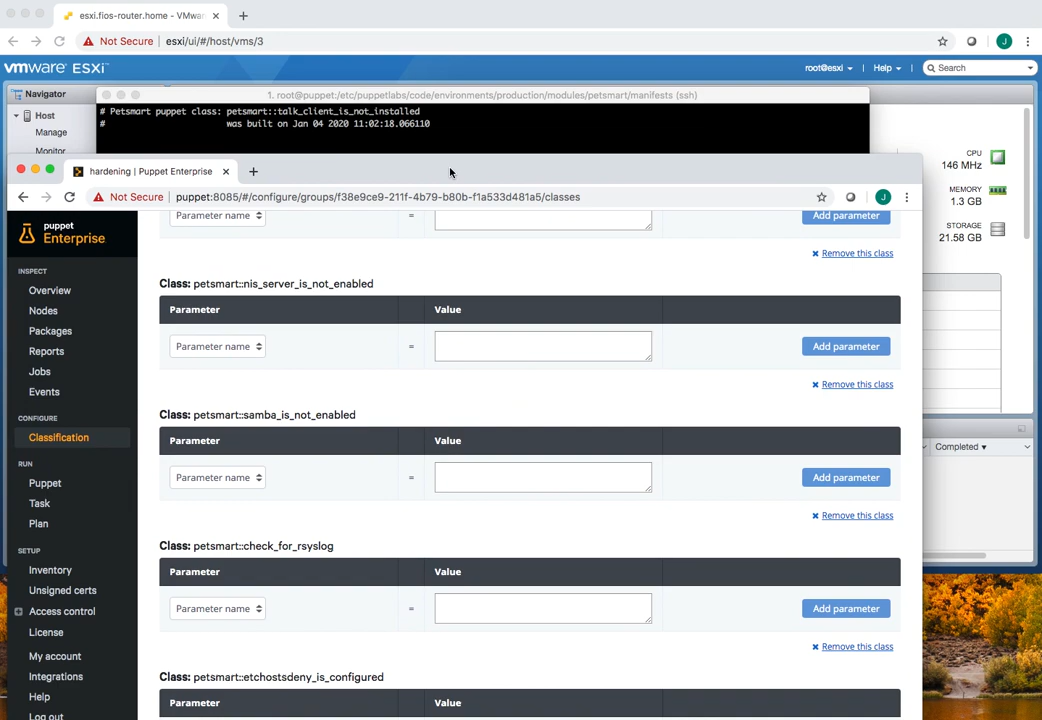 esxi.fios-router.home - VMwar
Not Secure esxi/ui/#/host/vms/3
J
vmware ESXi
root@esxi
Help
Search
Navigator
Host
Manage
Monitor
1. root@puppet:/etc/puppetlabs/code/environments/production/modules/petsmart/manifests (ssh)
# Petsmart puppet class: petsmart::talk_client_is_not_installed
# was built on Jan 04 2020 11:02:18.066110
CPU
146 MHz
MEMORY
1.3 GB
STORAGE
21.58 GB
Completed
hardening | Puppet Enterprise
Not Secure puppet:8085/#/configure/groups/f38e9ce9-211f-4b79-b80b-f1a533d481a5/classes
J
puppet
Enterprise
INSPECT
Overview
Nodes
Packages
Reports
Jobs
Events
CONFIGURE
Classification
RUN
Puppet
Task
Plan
SETUP
Inventory
Unsigned certs
Access control
License
My account
Integrations
Help
Log out
Parameter name = Add parameter
Remove this class
Class: petsmart::nis_server_is_not_enabled
Parameter Value
Parameter name = Add parameter
Remove this class
Class: petsmart::samba_is_not_enabled
Parameter Value
Parameter name = Add parameter
Remove this class
Class: petsmart::check_for_rsyslog
Parameter Value
Parameter name = Add parameter
Remove this class
Class: petsmart::etchostsdeny_is_configured
Parameter Value